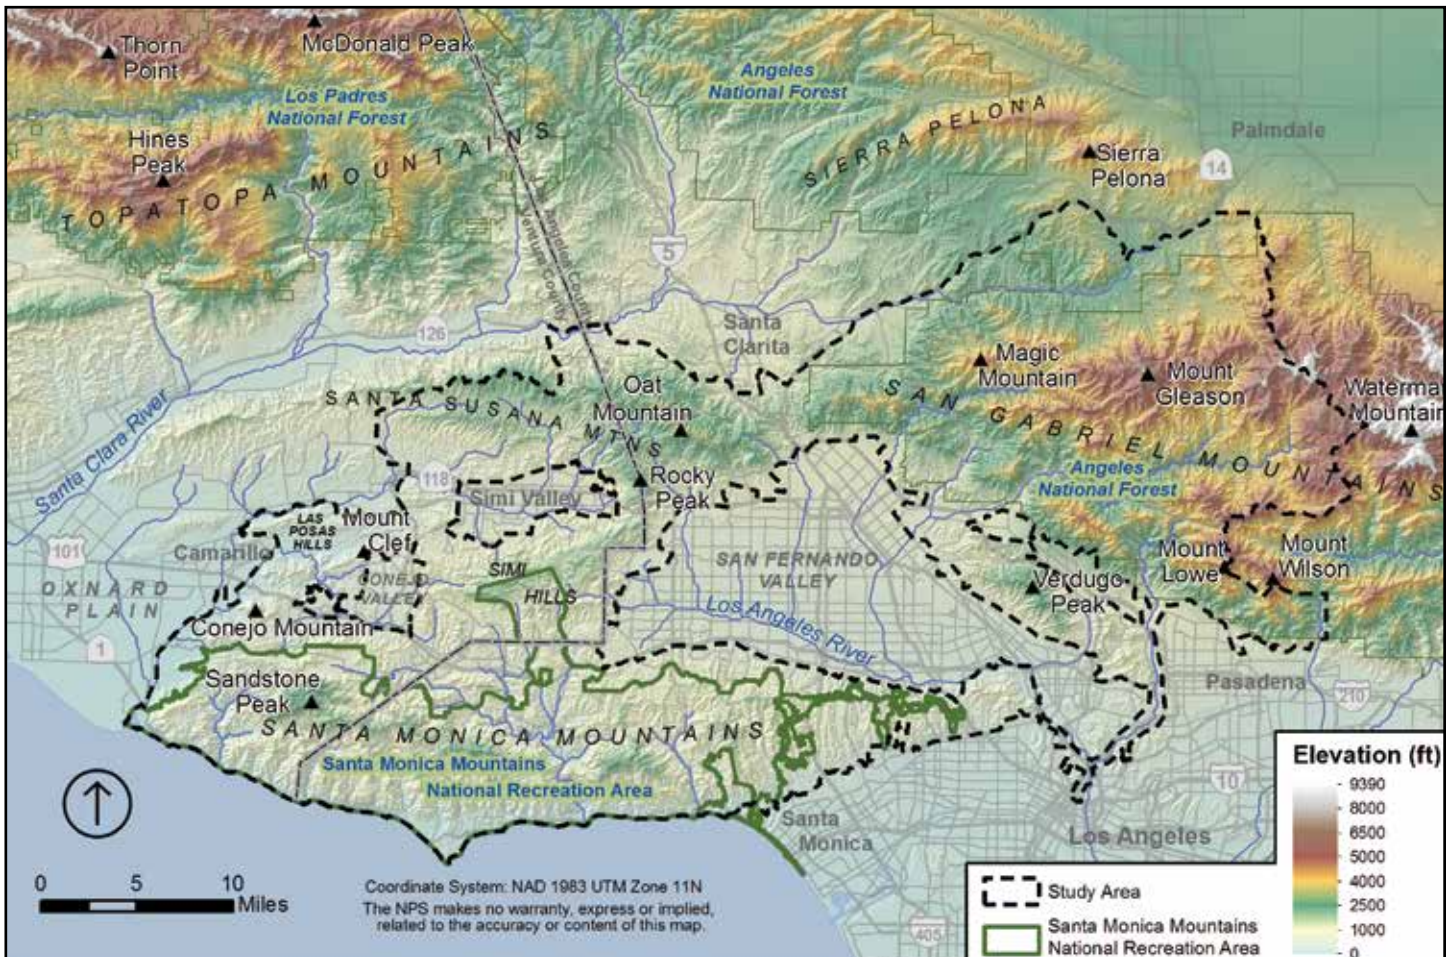 Thorn
Point
McDonald Peak
Los Padres
National Forest
Angeles
National Forest
Hines
Peak
TOPATOPA MOUNTAINS
SIERRA PELONA
Sierra
Pelona
Palmdale
14
Los Angeles County
Ventura County
5
126
Santa
Clarita
Magic
Mountain
Mount
Gleason
Waterma
Mountain
SANTA SUSANA MTNS
Oat
Mountain
SAN GABRIEL MOUNTAINS
Angeles
National Forest
Santa Clara River
118
Simi Valley
Rocky
Peak
LAS
POSAS
HILLS
Mount
Clef
Camarillo
101
OXNARD
PLAIN
CONEJO
VALLEY
SIMI
HILLS
SAN FERNANDO
VALLEY
Mount
Lowe
Mount
Wilson
Verdugo
Peak
Los Angeles River
Conejo Mountain
1
Sandstone
Peak
Pasadena
210
SANTA MONICA MOUNTAINS
Santa Monica Mountains
National Recreation Area
Santa
Monica
Los Angeles
10
405
0 5 10
Miles
Coordinate System: NAD 1983 UTM Zone 11N
The NPS makes no warranty, express or implied,
related to the accuracy or content of this map.
Elevation (ft)
9390
8000
6500
5000
4000
2500
1000
0
Study Area
Santa Monica Mountains
National Recreation Area